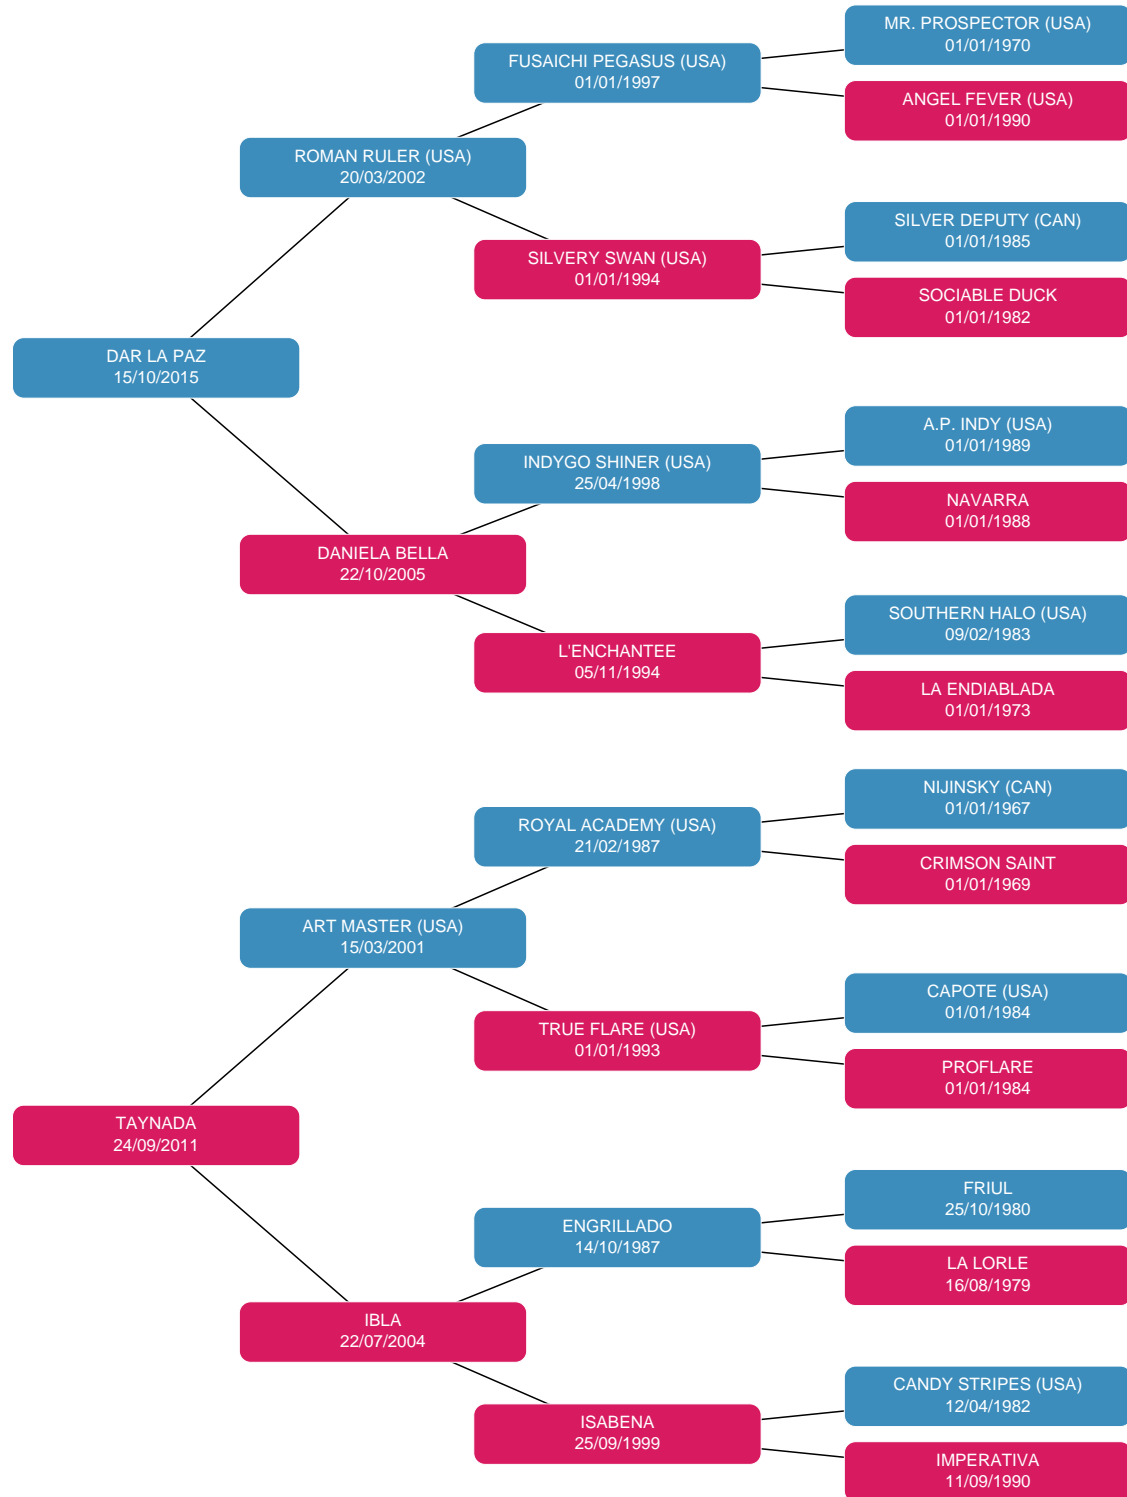 MR. PROSPECTOR (USA)
01/01/1970
FUSAICHI PEGASUS (USA)
01/01/1997
ANGEL FEVER (USA)
01/01/1990
ROMAN RULER (USA)
20/03/2002
SILVER DEPUTY (CAN)
01/01/1985
SILVERY SWAN (USA)
01/01/1994
SOCIABLE DUCK
01/01/1982
DAR LA PAZ
15/10/2015
A.P. INDY (USA)
01/01/1989
INDYGO SHINER (USA)
25/04/1998
NAVARRA
01/01/1988
DANIELA BELLA
22/10/2005
SOUTHERN HALO (USA)
09/02/1983
L'ENCHANTEE
05/11/1994
LA ENDIABLADA
01/01/1973
NIJINSKY (CAN)
01/01/1967
ROYAL ACADEMY (USA)
21/02/1987
CRIMSON SAINT
01/01/1969
ART MASTER (USA)
15/03/2001
CAPOTE (USA)
01/01/1984
TRUE FLARE (USA)
01/01/1993
PROFLARE
01/01/1984
TAYNADA
24/09/2011
FRIUL
25/10/1980
ENGRILLADO
14/10/1987
LA LORLE
16/08/1979
IBLA
22/07/2004
CANDY STRIPES (USA)
12/04/1982
ISABENA
25/09/1999
IMPERATIVA
11/09/1990